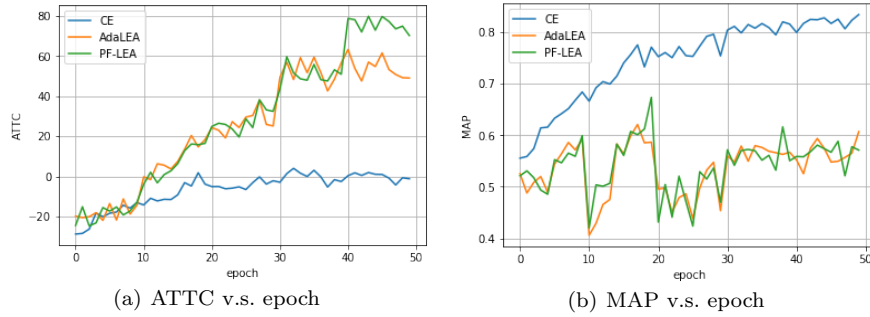 CE
AdaLEA
PF-LEA
ATTC
80
60
40
20
0
−20
0
10
20
30
40
50
epoch
(a) ATTC v.s. epoch
CE
AdaLEA
PF-LEA
MAP
0.8
0.7
0.6
0.5
0.4
0
10
20
30
40
50
epoch
(b) MAP v.s. epoch